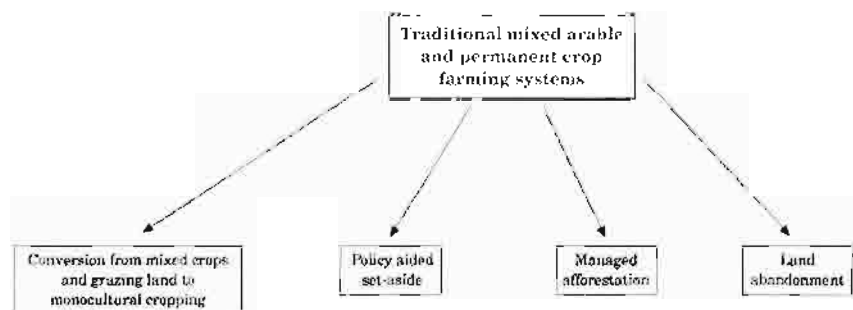 Traditional mixed arable
and permanent crop
farming systems
Conversion from mixed crops
and grazing land to
monocultural cropping
Policy aided
set-aside
Managed
afforestation
Land
abandonment